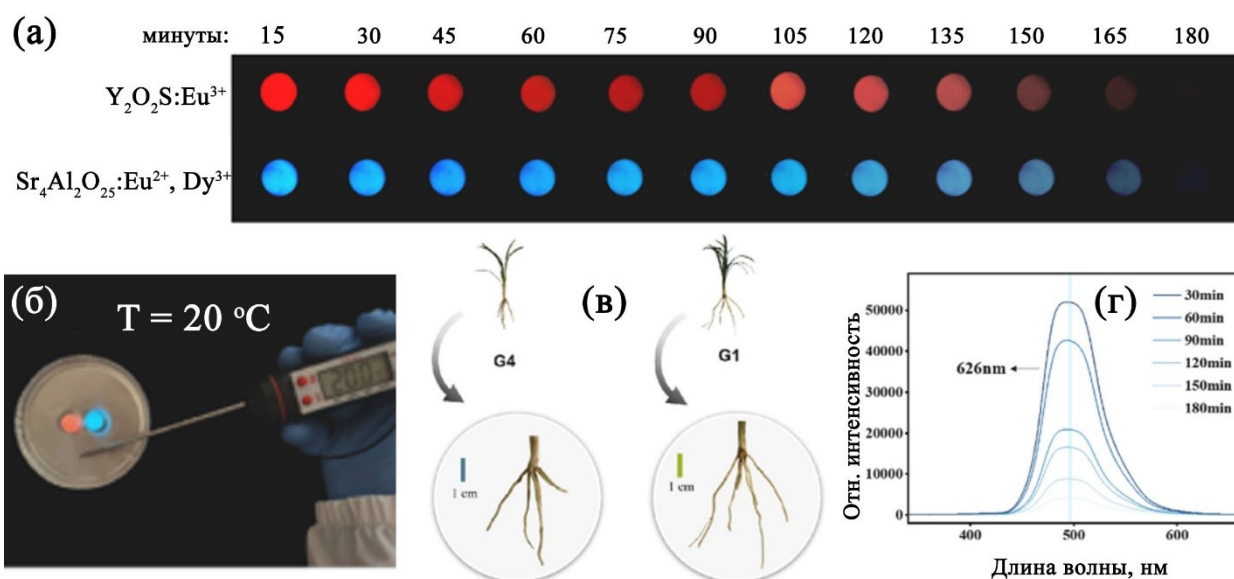 (а) минуты: 15 30 45 60 75 90 105 120 135 150 165 180
Y₂O₂S:Eu³⁺
Sr₄Al₂O₂₅:Eu²⁺, Dy³⁺
(б) T = 20 °C
200
(в)
G4
G1
1 cm
1 cm
(г)
Отн. интенсивность
50000
40000
30000
20000
10000
0
626nm
30min
60min
90min
120min
150min
180min
400 500 600
Длина волны, нм